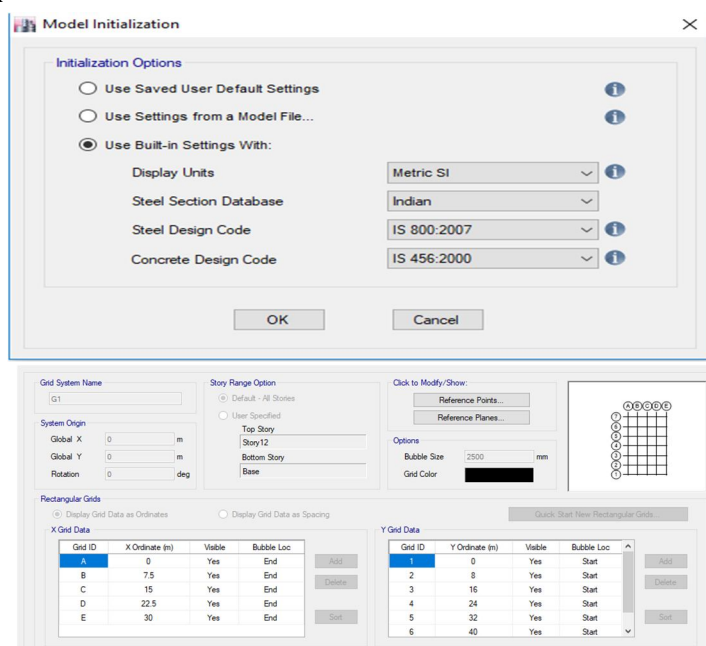 Model Initialization
Initialization Options
Use Saved User Default Settings
Use Settings from a Model File...
Use Built-in Settings With:
Display Units Metric SI
Steel Section Database Indian
Steel Design Code IS 800:2007
Concrete Design Code IS 456:2000
OK Cancel
Grid System Name Story Range Option Click to Modify/Show:
G1 Default - All Stories Reference Points...
User Specified Reference Planes...
System Origin Top Story
Global X 0 m Story12 Options
Global Y 0 m Bottom Story Bubble Size 2500 mm
Rotation 0 deg Base Grid Color
A B C D E
7
6
5
4
3
2
1
Rectangular Grids
Display Grid Data as Ordinates Display Grid Data as Spacing Quick Start New Rectangular Grids...
X Grid Data Y Grid Data
Grid ID X Ordinate (m) Visible Bubble Loc Grid ID Y Ordinate (m) Visible Bubble Loc
A 0 Yes End Add 1 0 Yes Start Add
B 7.5 Yes End Delete 2 8 Yes Start Delete
C 15 Yes End 3 16 Yes Start
D 22.5 Yes End 4 24 Yes Start
E 30 Yes End Sort 5 32 Yes Start Sort
6 40 Yes Start